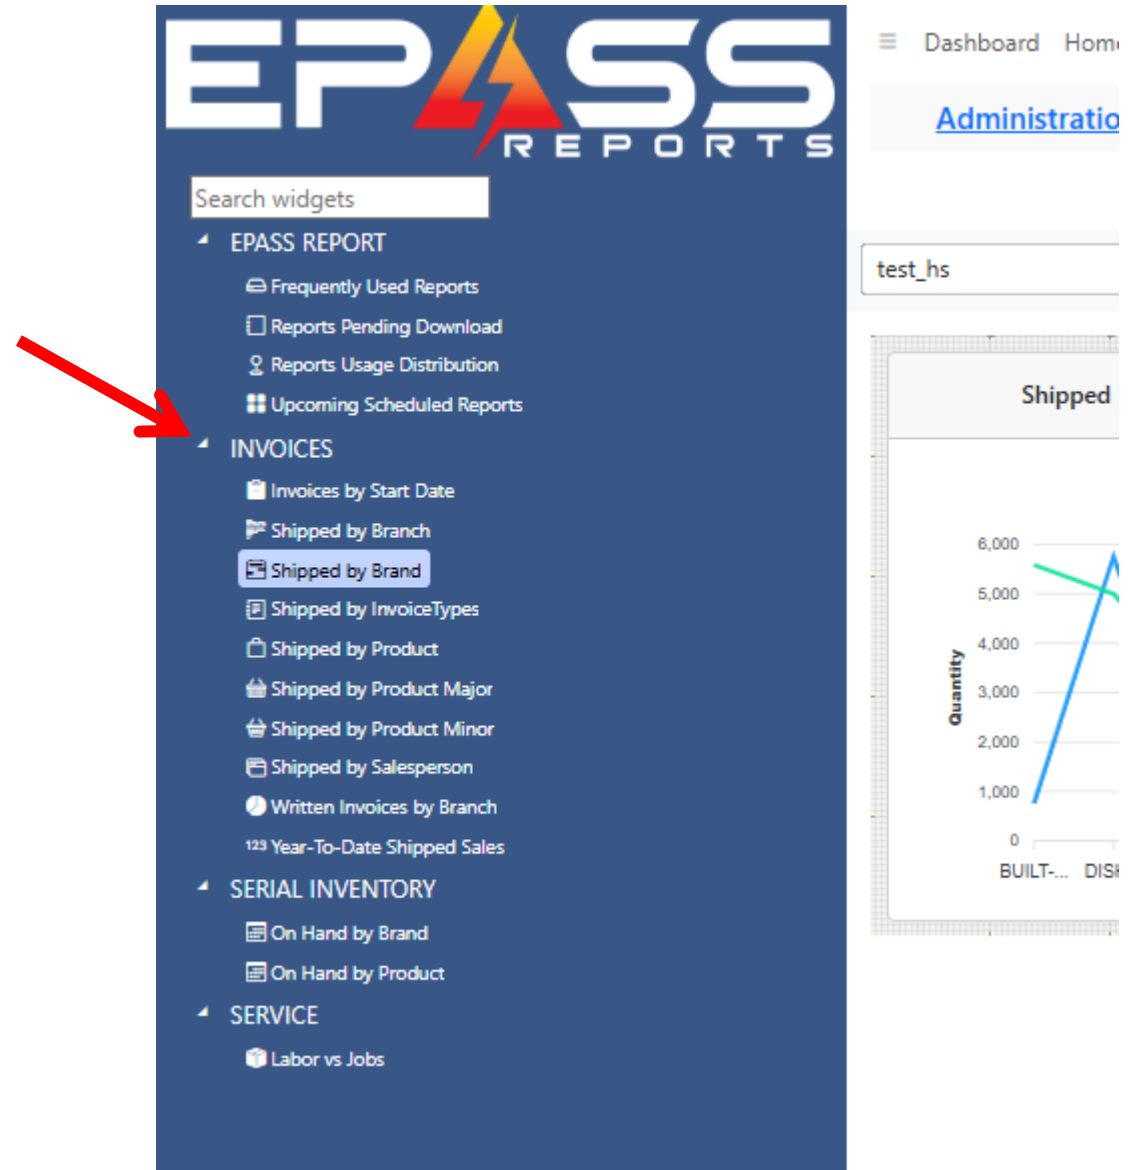 EPASS
REPORTS
Search widgets
EPASS REPORT
Frequently Used Reports
Reports Pending Download
Reports Usage Distribution
Upcoming Scheduled Reports
INVOICES
Invoices by Start Date
Shipped by Branch
Shipped by Brand
Shipped by InvoiceTypes
Shipped by Product
Shipped by Product Major
Shipped by Product Minor
Shipped by Salesperson
Written Invoices by Branch
123 Year-To-Date Shipped Sales
SERIAL INVENTORY
On Hand by Brand
On Hand by Product
SERVICE
Labor vs Jobs
Dashboard Home
Administratio
test_hs
Shipped
Quantity
6,000
5,000
4,000
3,000
2,000
1,000
0
BUILT-... DISH